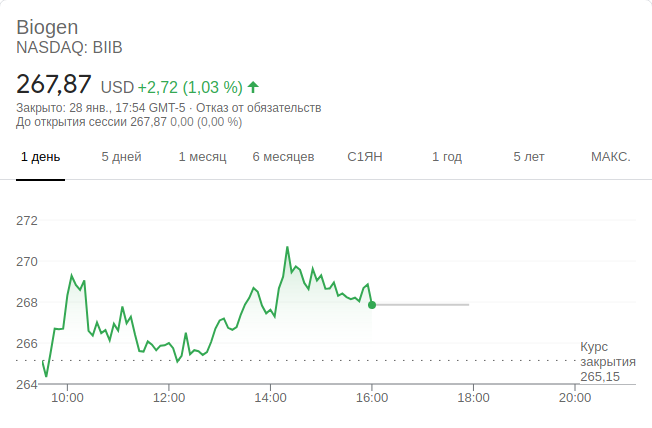 Biogen
NASDAQ: BIIB
267,87 USD +2,72 (1,03 %)
Закрыто: 28 янв., 17:54 GMT-5 · Отказ от обязательств
До открытия сессии 267,87 0,00 (0,00 %)
1 день 5 дней 1 месяц 6 месяцев С1ЯН 1 год 5 лет МАКС.
272
270
268
266
264
Курс
закрытия
265,15
10:00 12:00 14:00 16:00 18:00 20:00